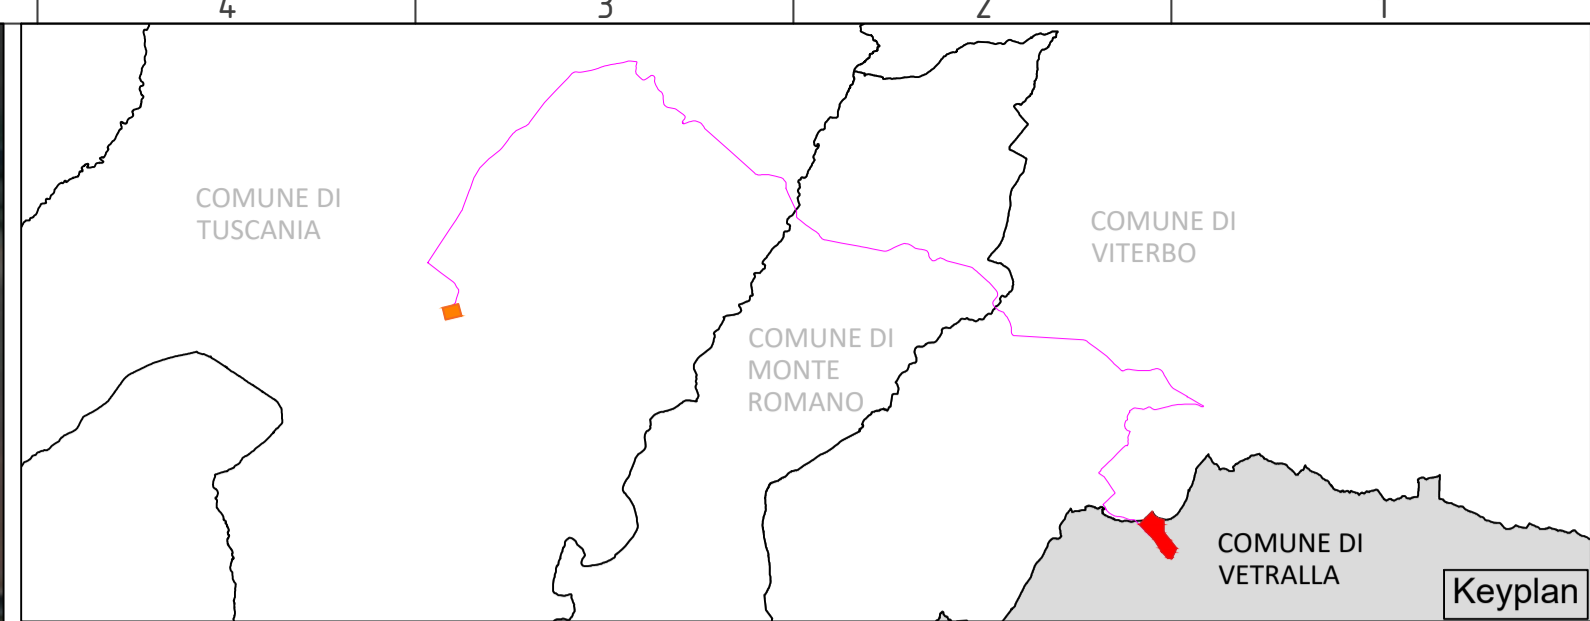 4 3 2 1
COMUNE DI
TUSCANIA
COMUNE DI
VITERBO
COMUNE DI
MONTE
ROMANO
COMUNE DI
VETRALLA
Keyplan